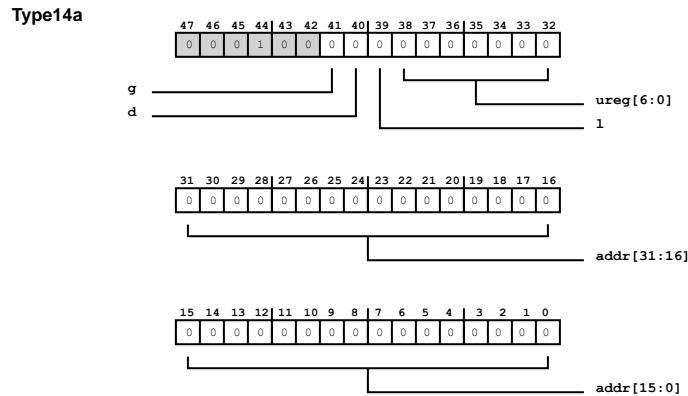 Type14a
47 46 45 44 43 42 41 40 39 38 37 36 35 34 33 32
0 0 0 1 0 0 0 0 0 0 0 0 0 0 0 0
g
ureg[6:0]
d
l
31 30 29 28 27 26 25 24 23 22 21 20 19 18 17 16
0 0 0 0 0 0 0 0 0 0 0 0 0 0 0 0
addr[31:16]
15 14 13 12 11 10 9 8 7 6 5 4 3 2 1 0
0 0 0 0 0 0 0 0 0 0 0 0 0 0 0 0
addr[15:0]